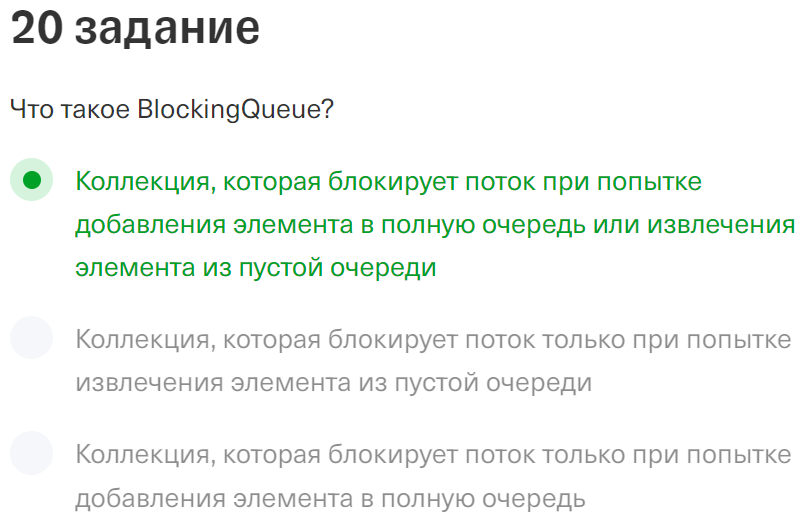 20 задание
Что такое BlockingQueue?
Коллекция, которая блокирует поток при попытке
добавления элемента в полную очередь или извлечения
элемента из пустой очереди
Коллекция, которая блокирует поток только при попытке
извлечения элемента из пустой очереди
Коллекция, которая блокирует поток только при попытке
добавления элемента в полную очередь